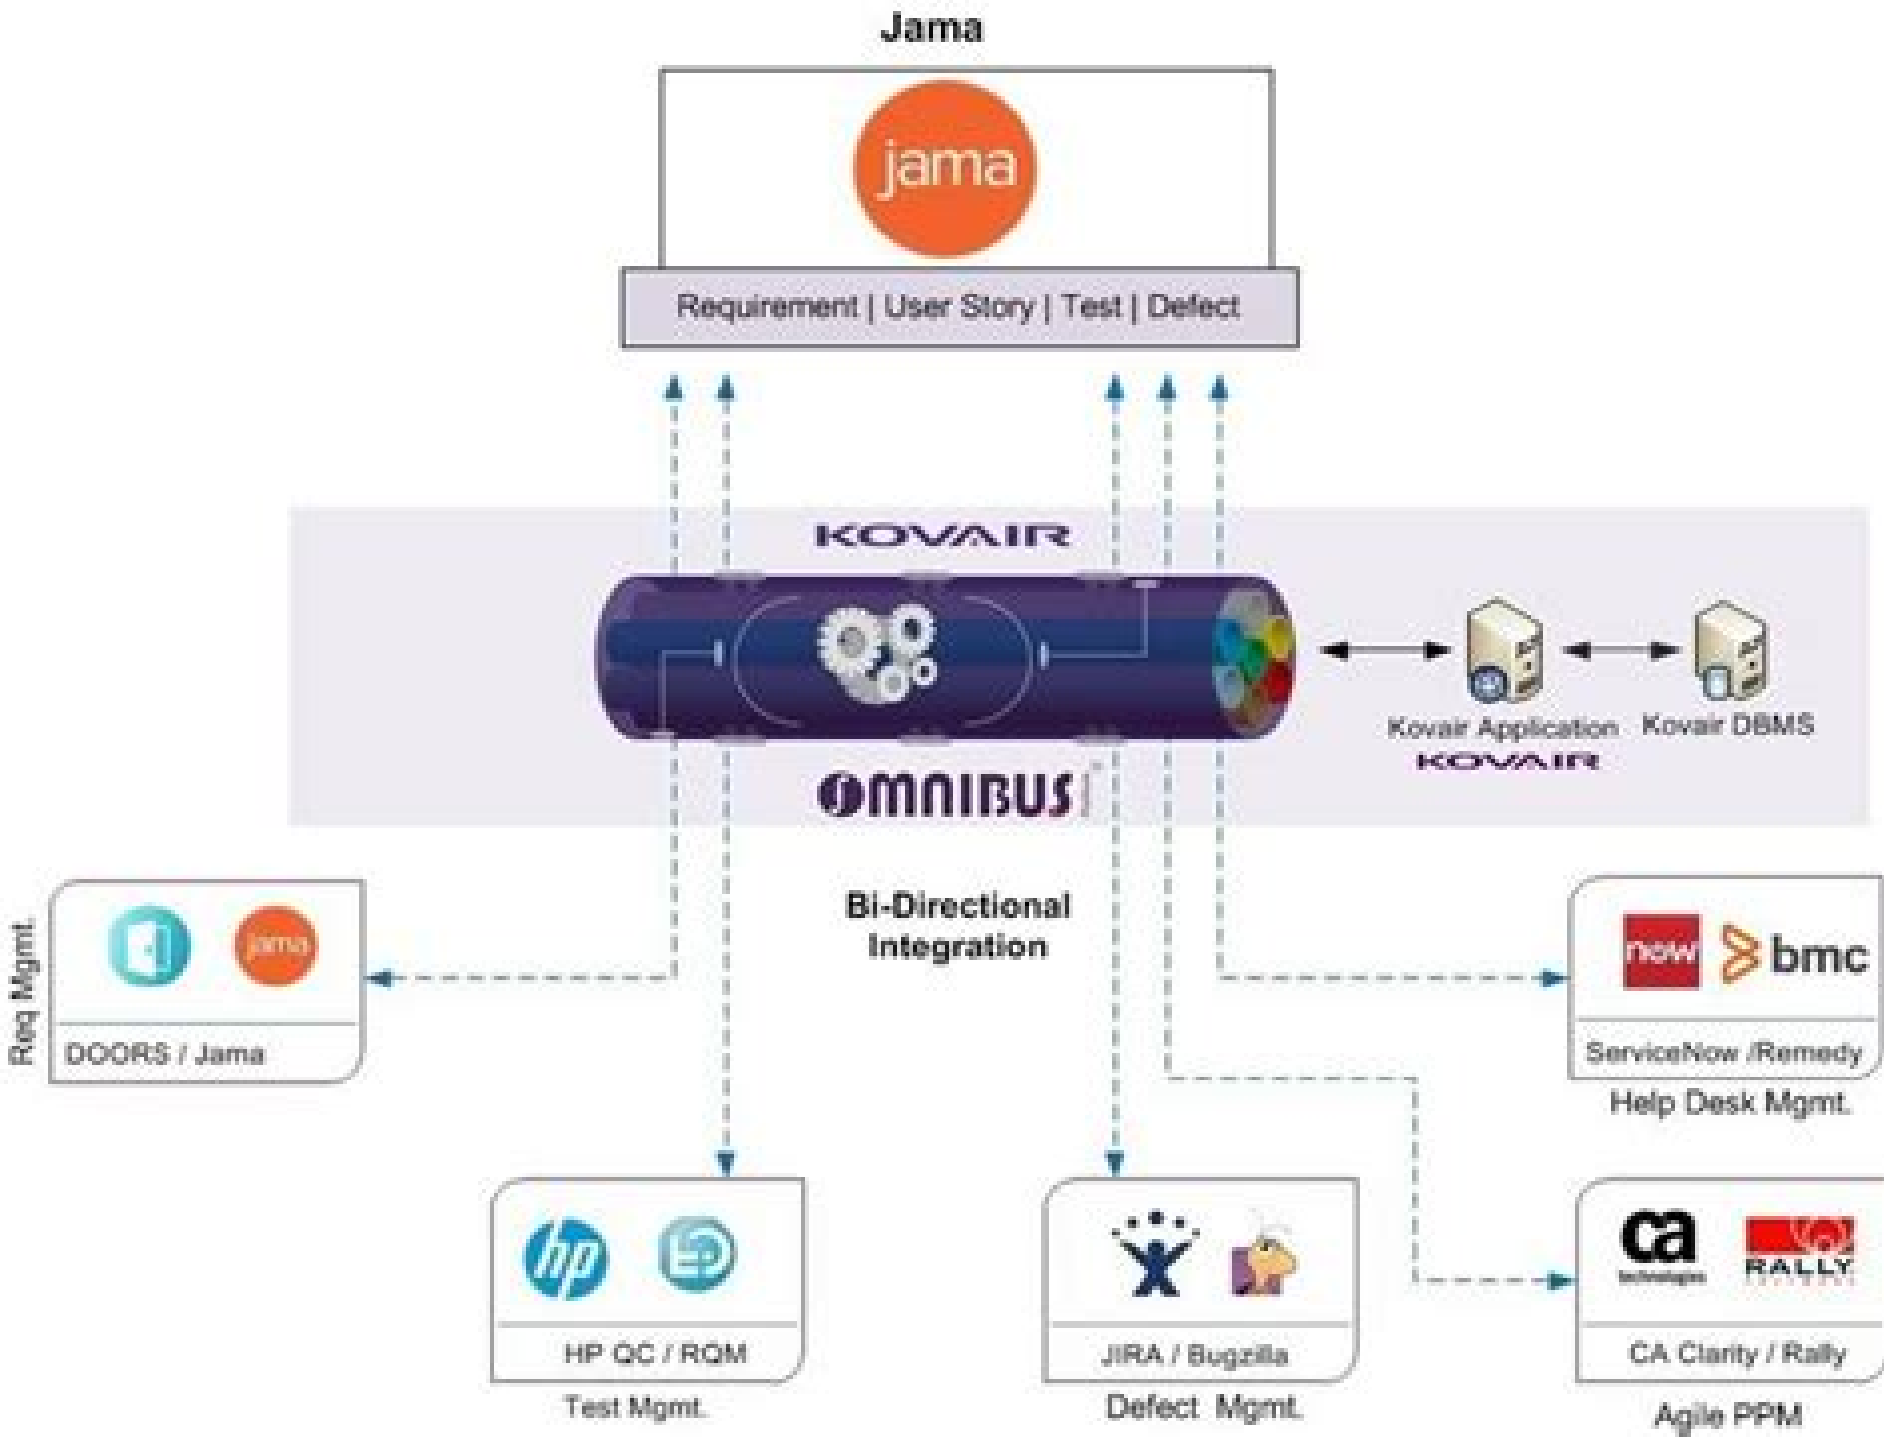 Jama
jama
Requirement | User Story | Test | Defect
KOVAIR
Kovair Application
Kovair DBMS
KOVAIR
OMNIBUS
Bi-Directional
Integration
Req Mgmt.
jama
DOORS / Jama
now
bmc
ServiceNow /Remedy
Help Desk Mgmt.
hp
HP QC / RQM
Test Mgmt.
JIRA / Bugzilla
Defect Mgmt.
ca
technologies
RALLY
CA Clarity / Rally
Agile PPM